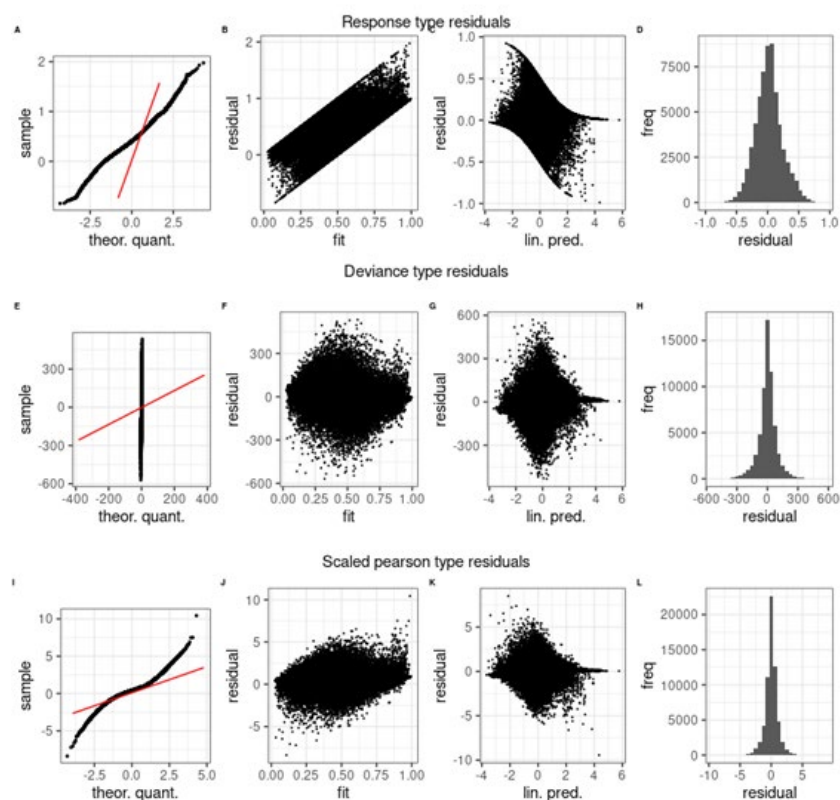 Response type residuals
A B C D
2 1 0
sample
-2.5 0.0 2.5
theor. quant.
2 1 0
residual
0.00 0.25 0.50 0.75 1.00
fit
1.0 0.5 0.0 -0.5 -1.0
residual
-4 -2 0 2 4 6
lin. pred.
7500 5000 2500 0
freq
-1.0 -0.5 0.0 0.5 1.0
residual
Deviance type residuals
E F G H
300 0 -300 -600
sample
-400 -200 0 200 400
theor. quant.
300 0 -300 -600
residual
0.00 0.25 0.50 0.75 1.00
fit
600 300 0 -300
residual
-4 -2 0 2 4 6
lin. pred.
15000 10000 5000 0
freq
-600 -300 0 300 600
residual
Scaled pearson type residuals
I J K L
10 5 0 -5
sample
-2.5 0.0 2.5 5.0
theor. quant.
10 5 0 -5
residual
0.00 0.25 0.50 0.75 1.00
fit
5 0 -5 -10
residual
-4 -2 0 2 4 6
lin. pred.
20000 15000 10000 5000 0
freq
-10 -5 0 5
residual